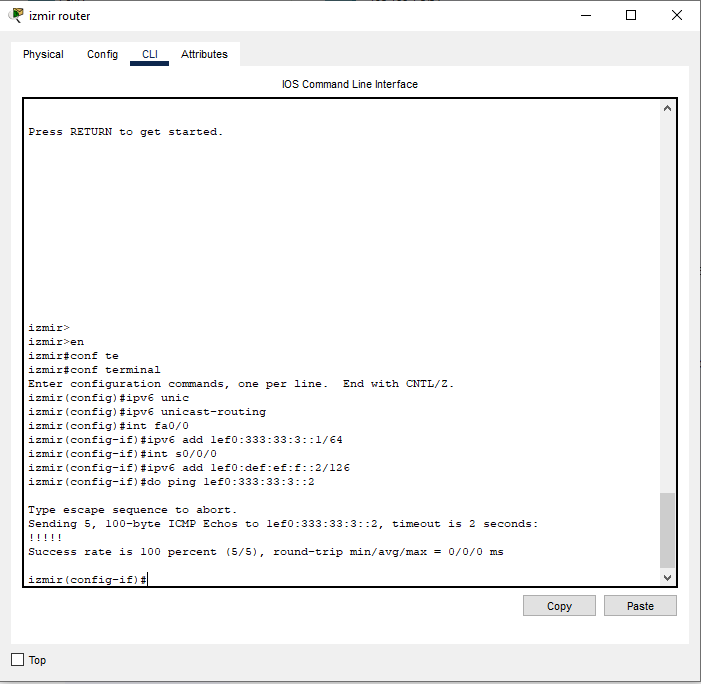 izmir router
Physical Config CLI Attributes
IOS Command Line Interface
Press RETURN to get started.
izmir>
izmir>en
izmir#conf te
izmir#conf terminal
Enter configuration commands, one per line.  End with CNTL/Z.
izmir(config)#ipv6 unic
izmir(config)#ipv6 unicast-routing
izmir(config)#int fa0/0
izmir(config-if)#ipv6 add 1ef0:333:33:3::1/64
izmir(config-if)#int s0/0/0
izmir(config-if)#ipv6 add 1ef0:def:ef:f::2/126
izmir(config-if)#do ping 1ef0:333:33:3::2
Type escape sequence to abort.
Sending 5, 100-byte ICMP Echos to 1ef0:333:33:3::2, timeout is 2 seconds:
!!!!!
Success rate is 100 percent (5/5), round-trip min/avg/max = 0/0/0 ms
izmir(config-if)#
Copy Paste
Top